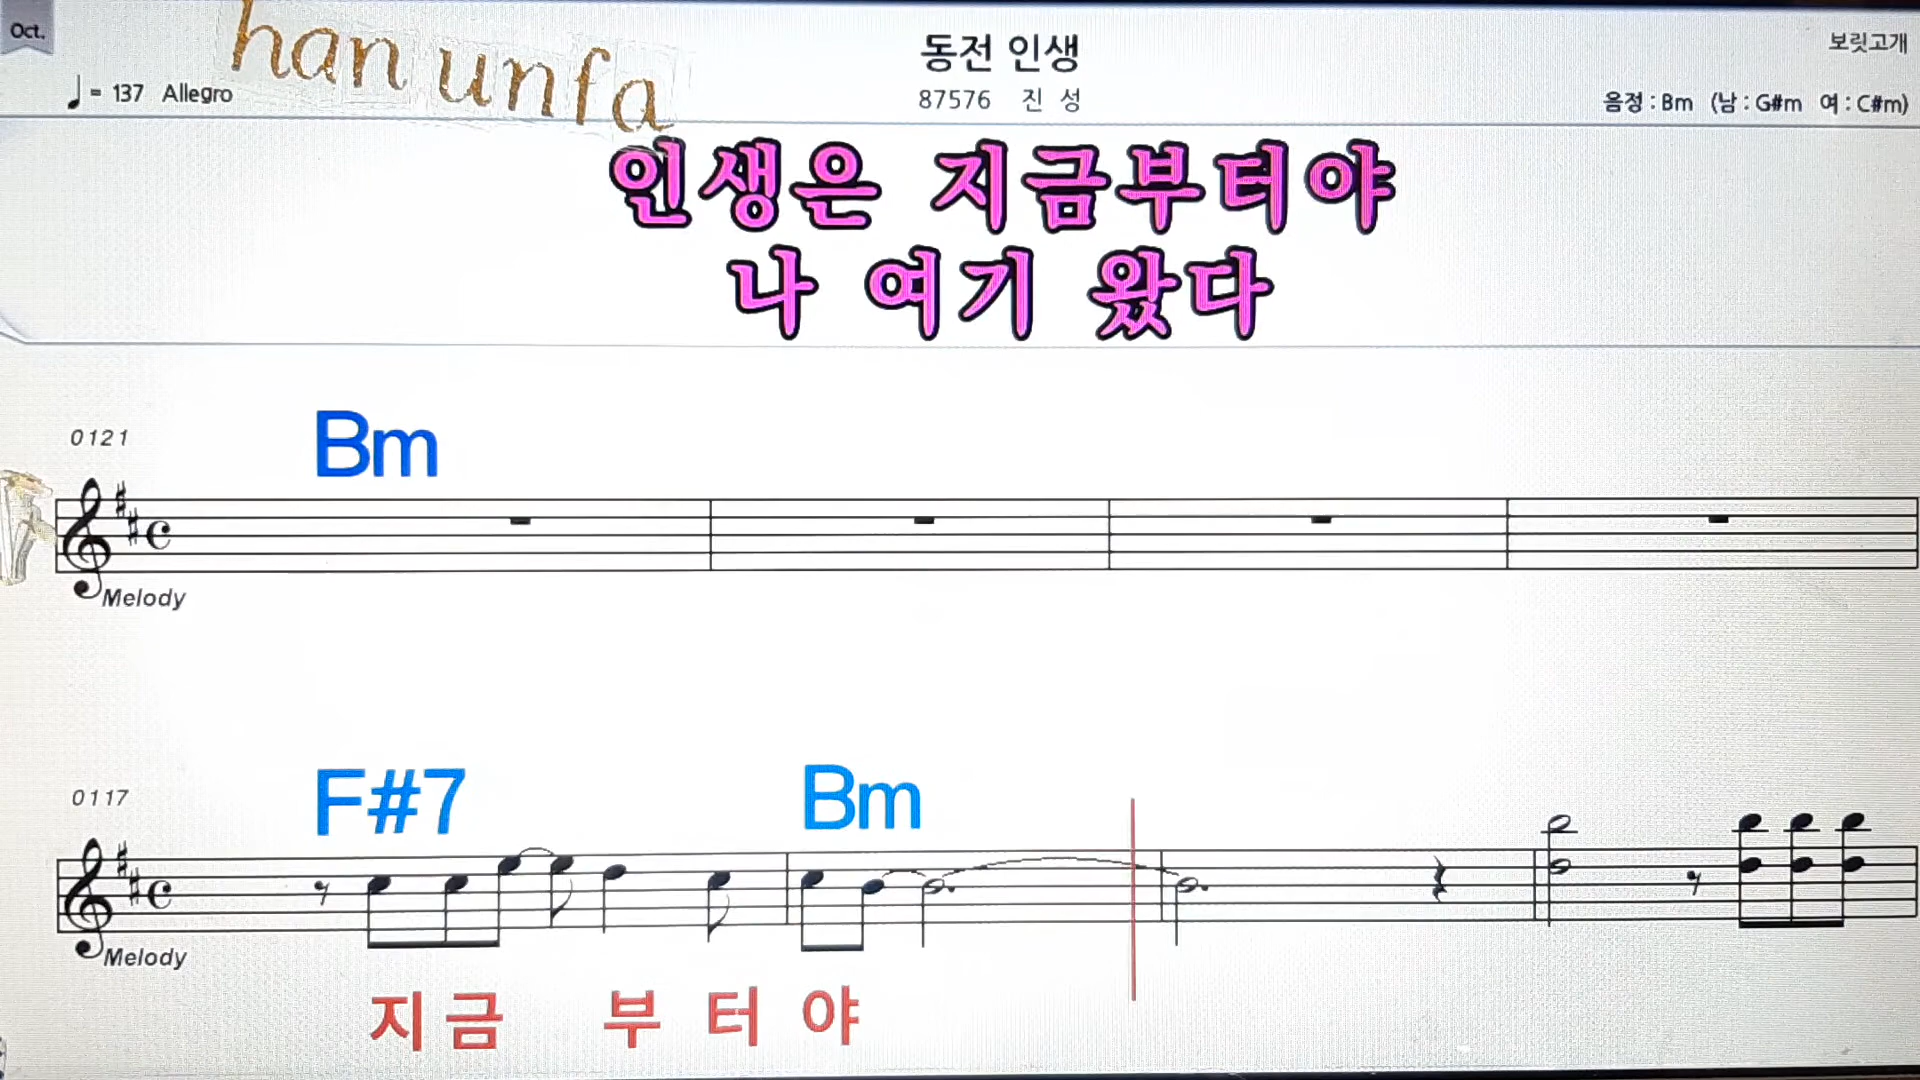 Oct.
han unfa
동전 인생
보릿고개
♩= 137 Allegro
87576 진 성
음정 : Bm (남 : G#m 여 : C#m)
인생은 지금부터야
나 여기 왔다
0121
Bm
Melody
0117
F#7 Bm
Melody
지금 부 터 야